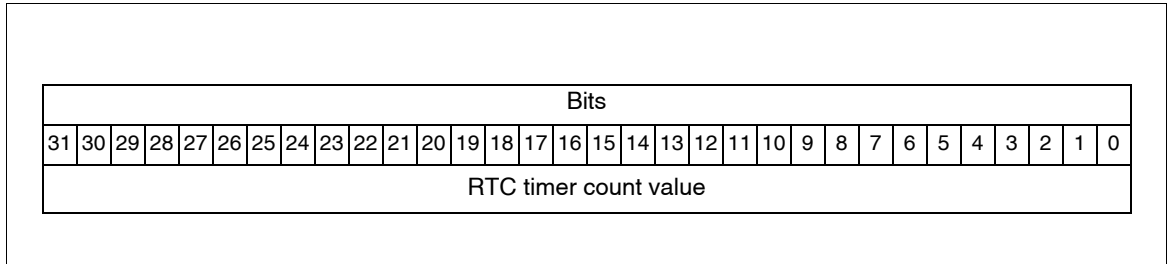 Bits
31 30 29 28 27 26 25 24 23 22 21 20 19 18 17 16 15 14 13 12 11 10 9 8 7 6 5 4 3 2 1 0
RTC timer count value